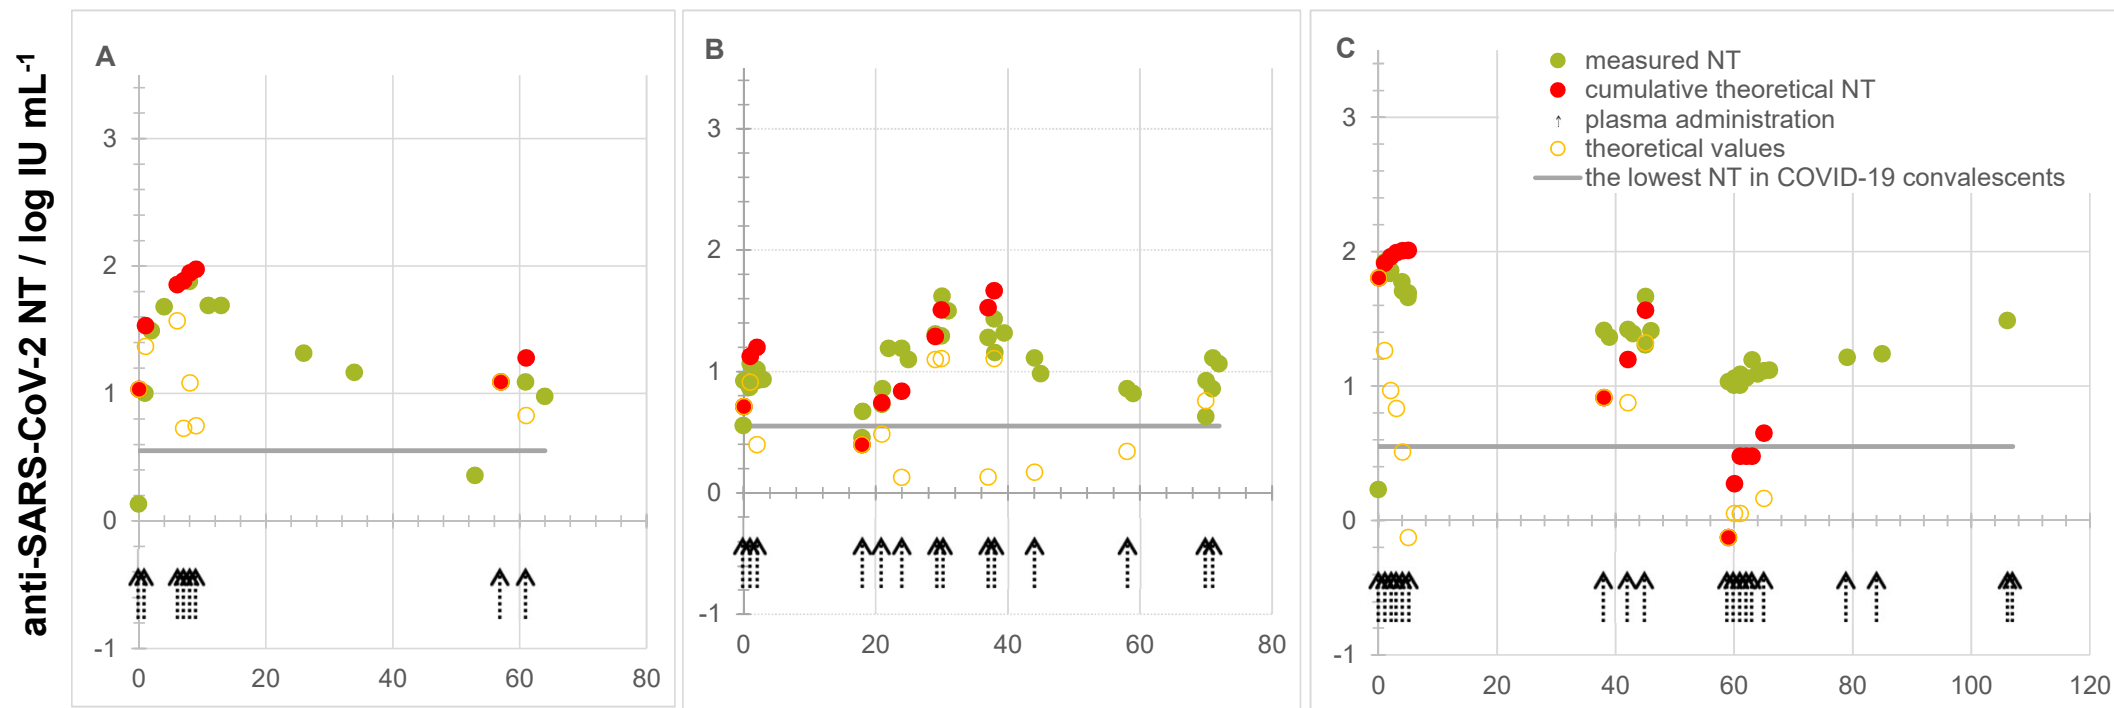 anti-SARS-CoV-2 NT / log IU mL-1
A
3
2
1
0
-1
0 20 40 60 80
B
3
2
1
0
-1
0 20 40 60 80
C
measured NT
cumulative theoretical NT
plasma administration
theoretical values
the lowest NT in COVID-19 convalescents
3
2
1
0
-1
0 20 40 60 80 100 120